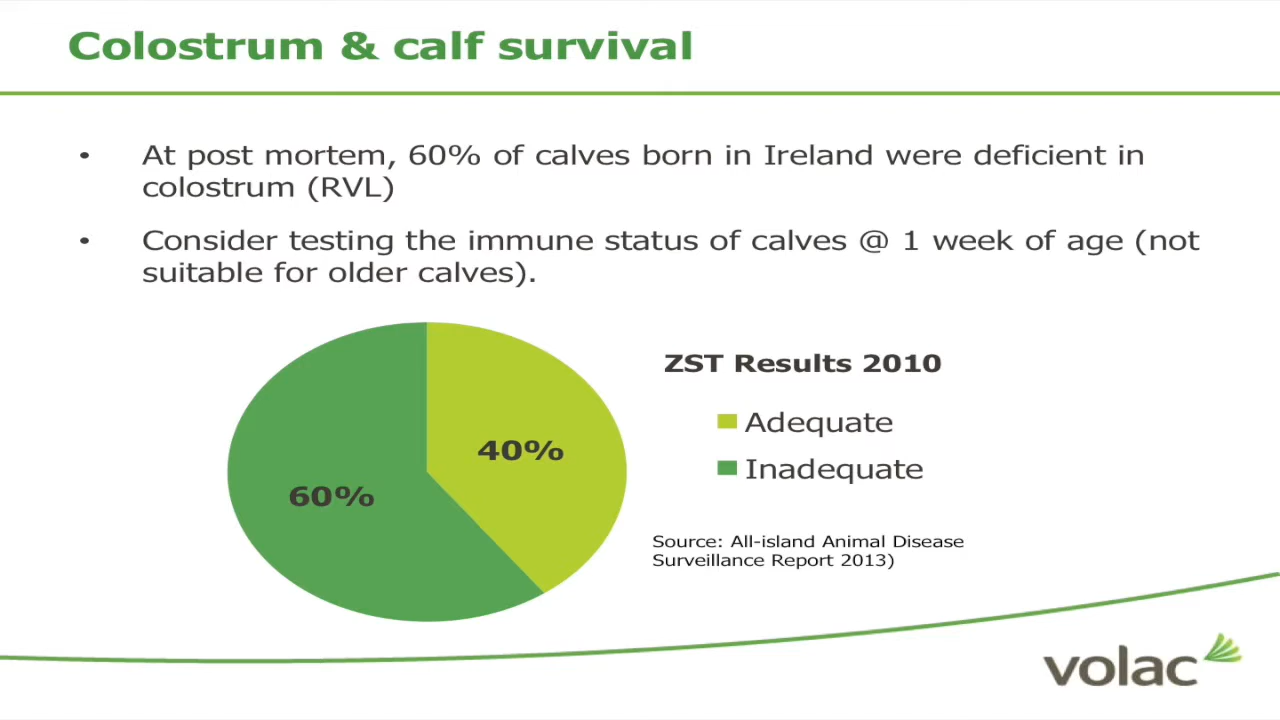 Colostrum & calf survival
• At post mortem, 60% of calves born in Ireland were deficient in
colostrum (RVL)
• Consider testing the immune status of calves @ 1 week of age (not
suitable for older calves).
ZST Results 2010
Adequate
Inadequate
40%
60%
Source: All-island Animal Disease
Surveillance Report 2013)
volac